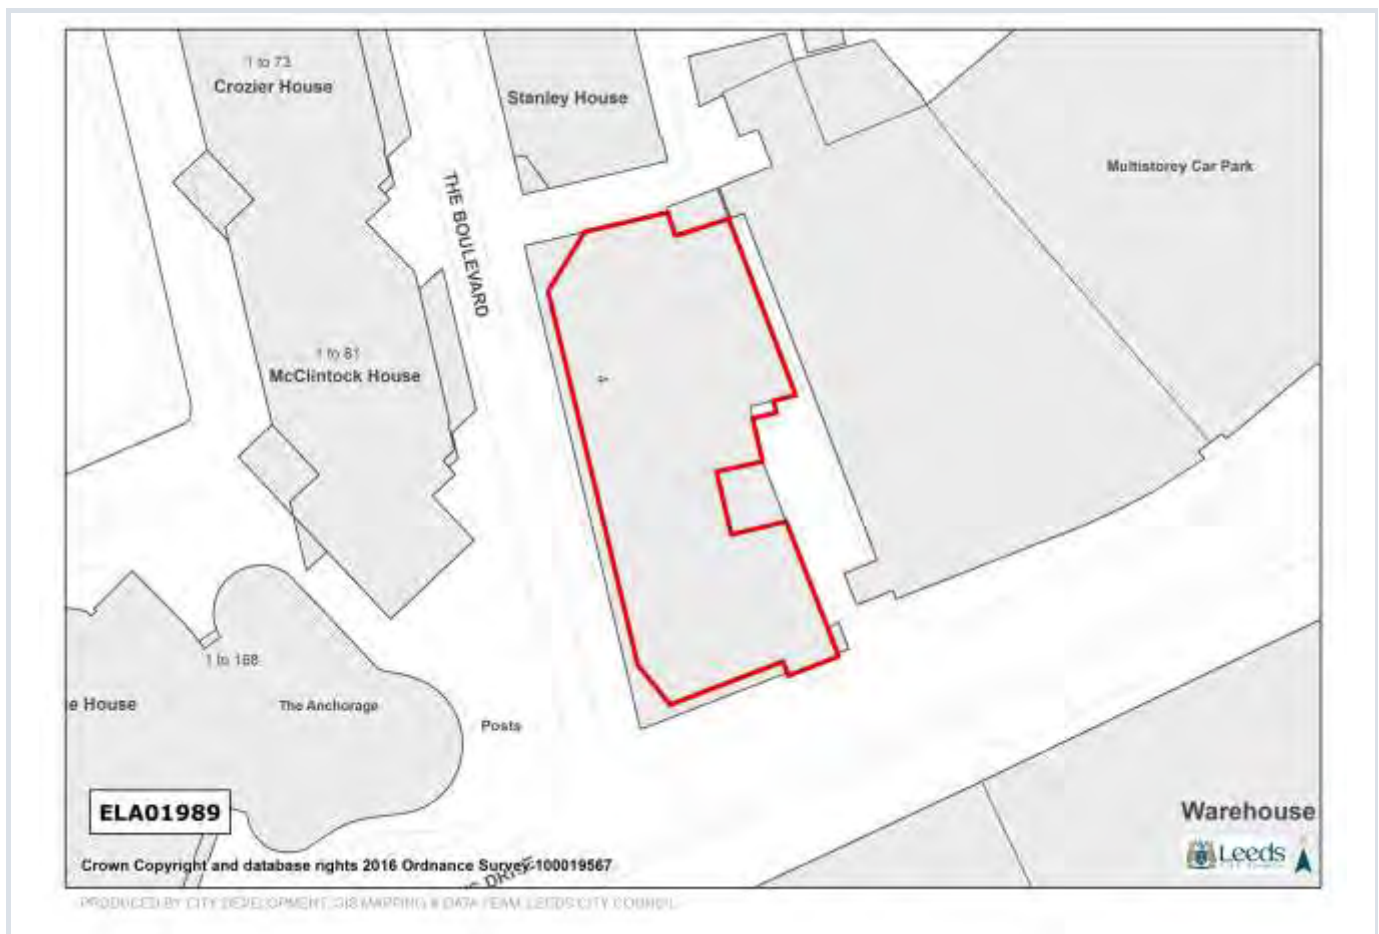 1 to 73
Crozier House
Stanley House
Multistorey Car Park
THE BOULEVARD
1 to 81
McClintock House
4
1 to 168
e House
The Anchorage
Posts
ELA01989
Warehouse
Leeds
Crown Copyright and database rights 2016 Ordnance Survey 100019567
DRIVE
PRODUCED BY CITY DEVELOPMENT, GIS MAPPING & DATA TEAM, LEEDS CITY COUNCIL